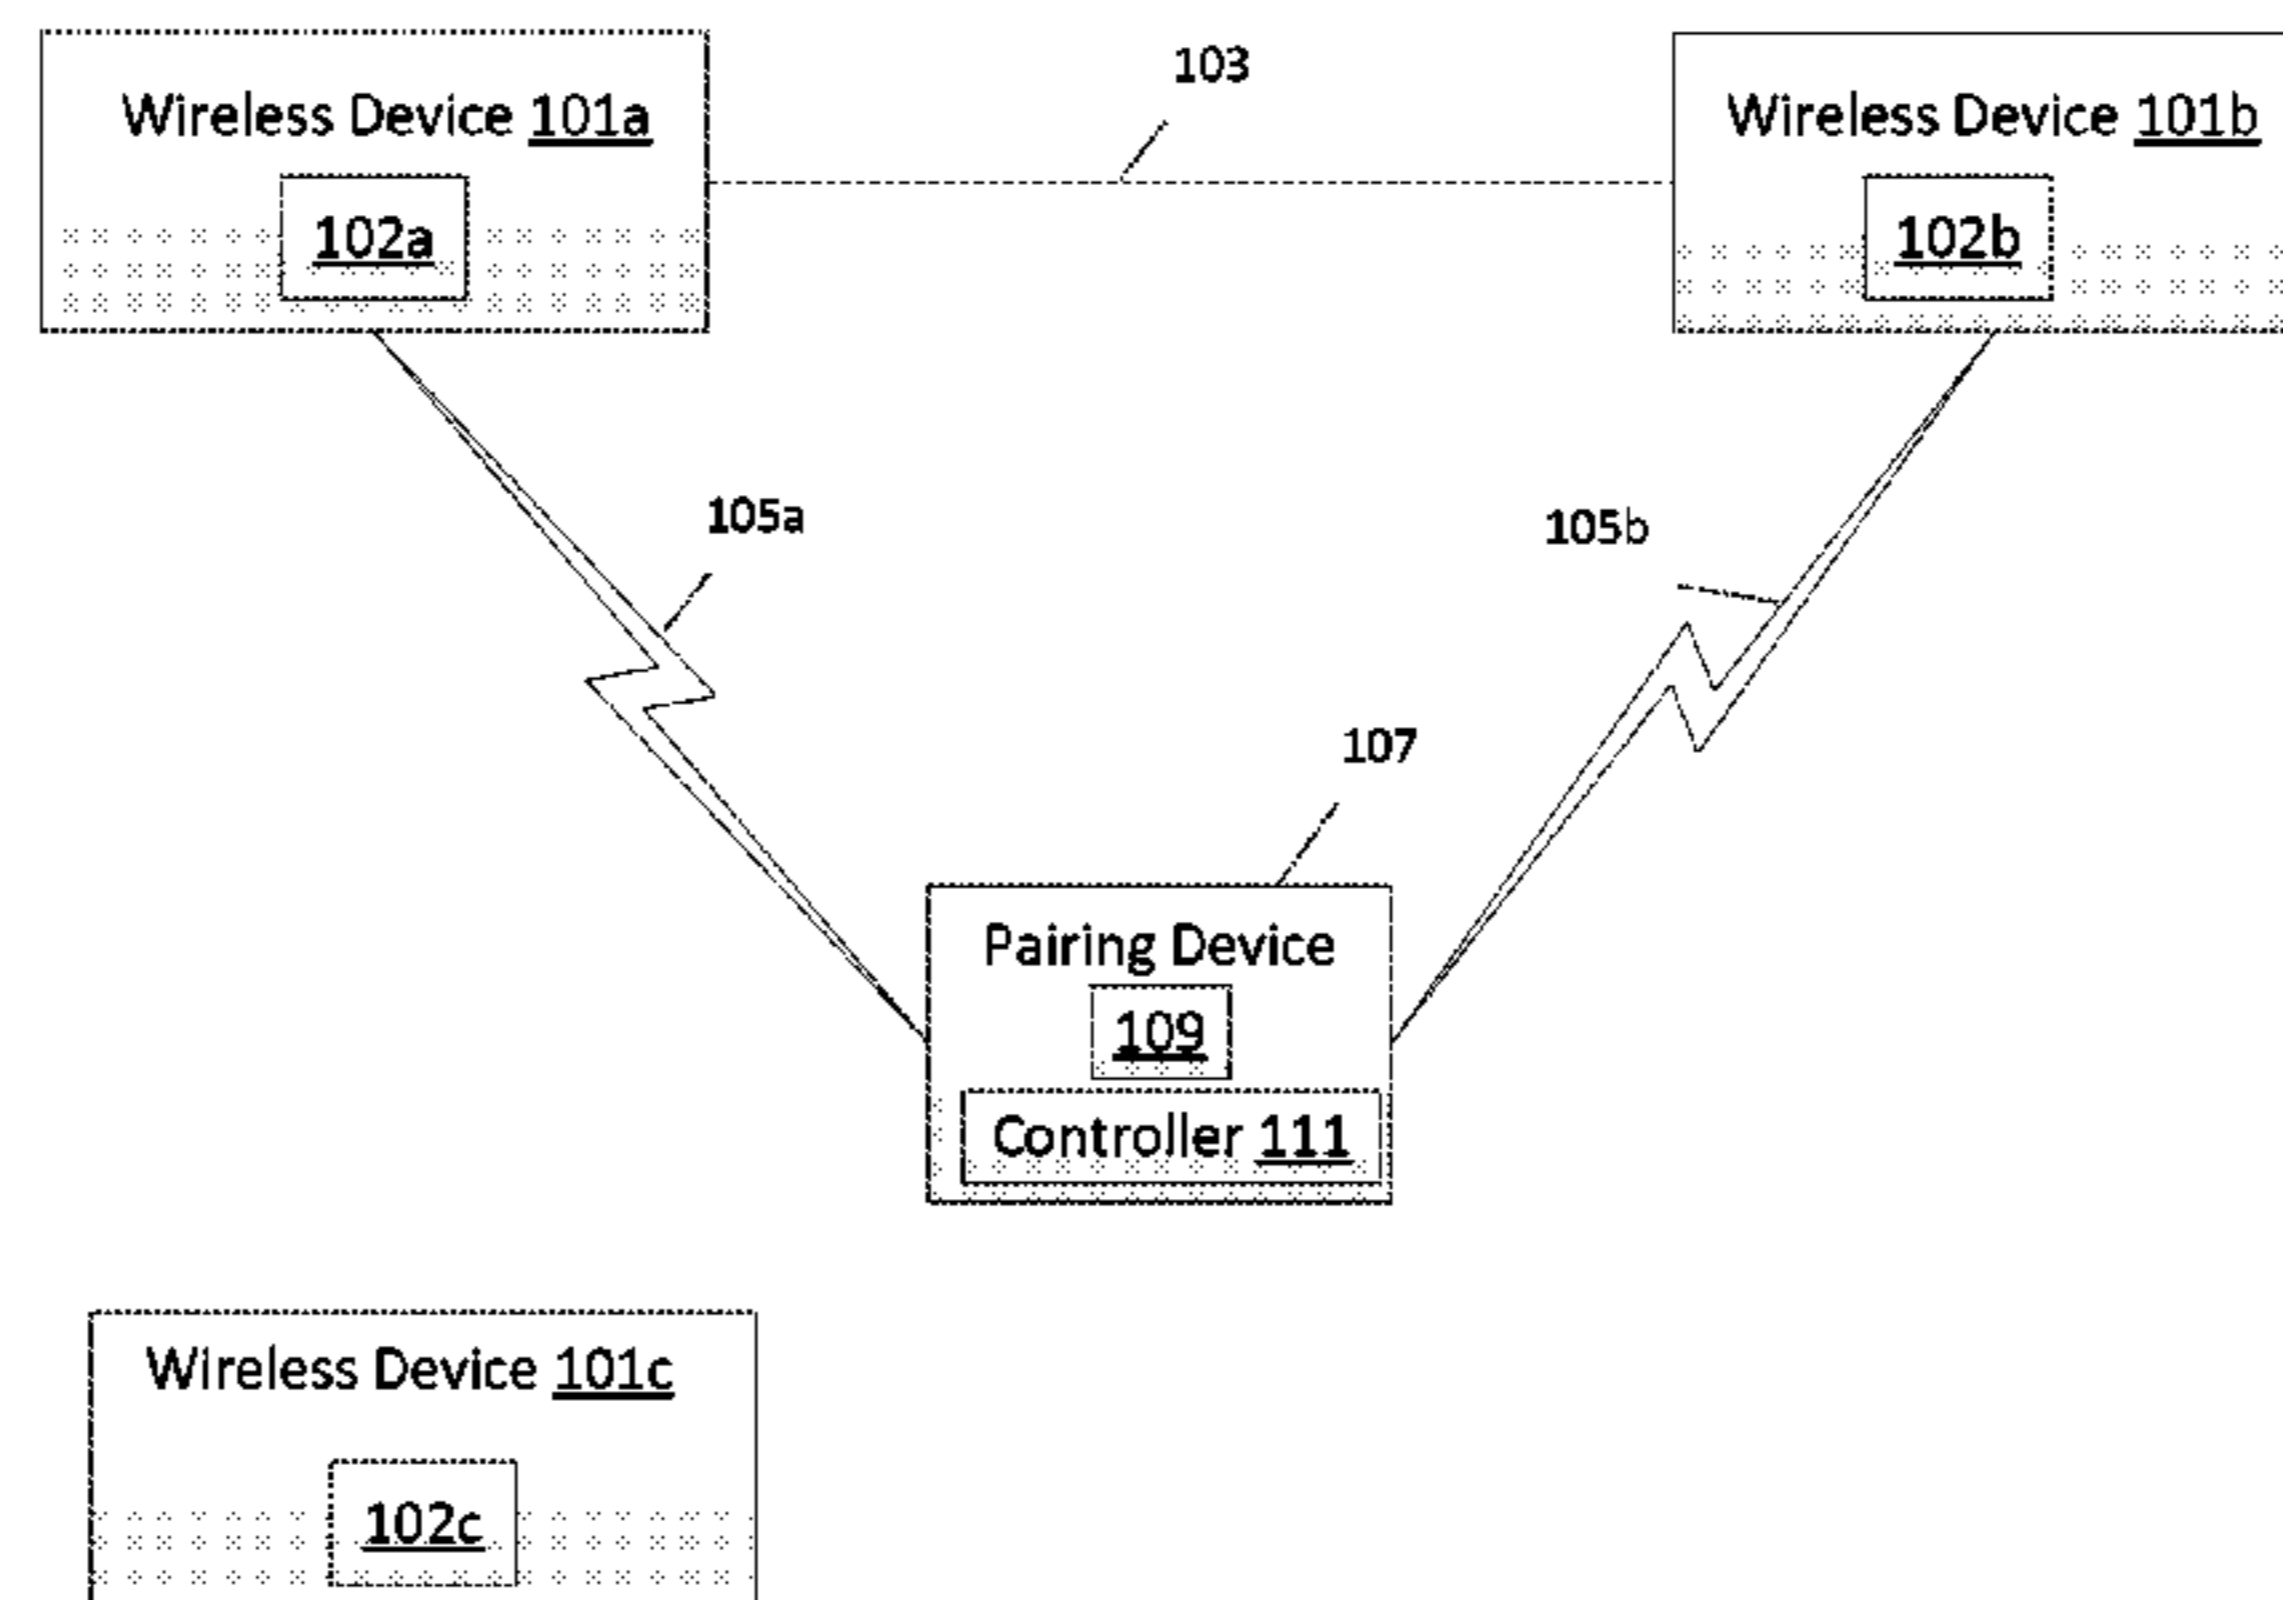 103
Wireless Device 101a
Wireless Device 101b
102a
102b
105a
105b
107
Pairing Device
109
Controller 111
Wireless Device 101c
102c